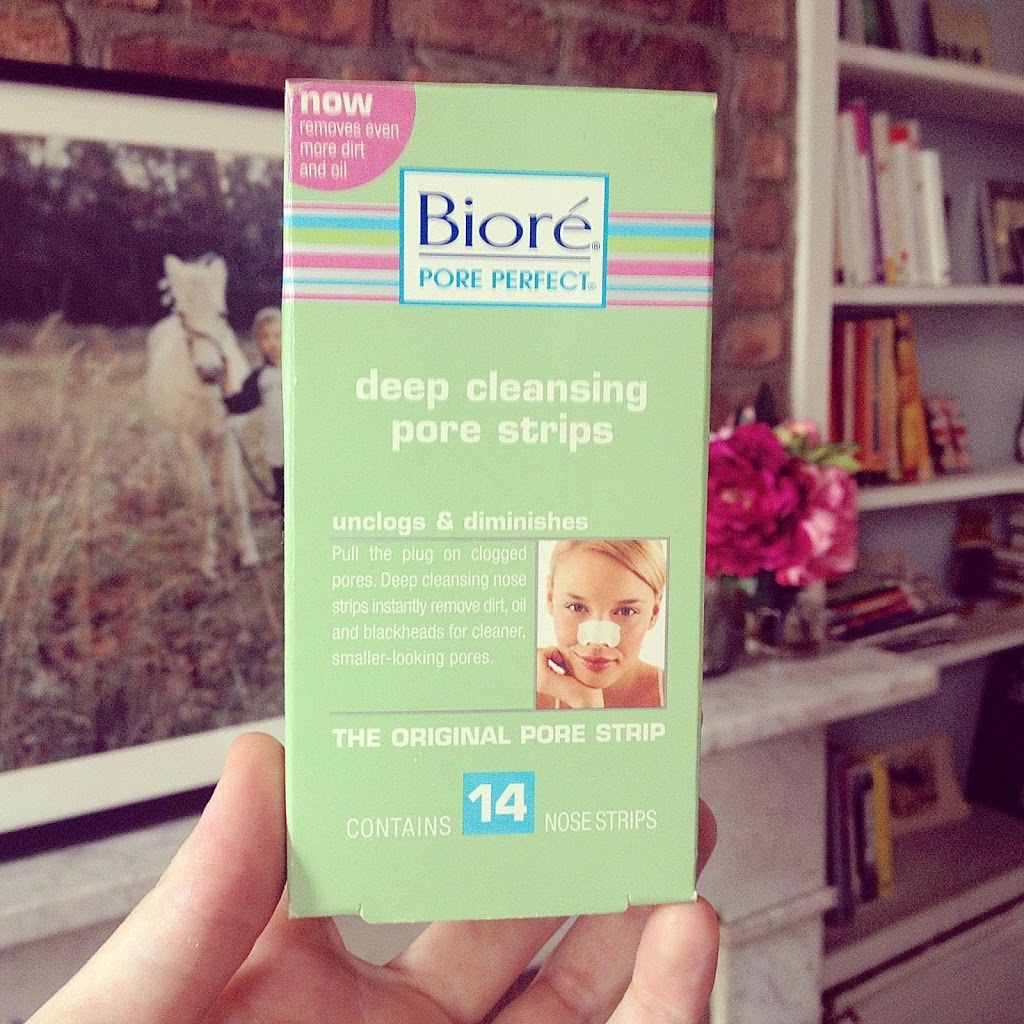 now
removes even
more dirt
and oil
Bioré®
PORE PERFECT®
deep cleansing
pore strips
unclogs & diminishes
Pull the plug on clogged
pores. Deep cleansing nose
strips instantly remove dirt, oil
and blackheads for cleaner,
smaller-looking pores.
THE ORIGINAL PORE STRIP
CONTAINS 14 NOSE STRIPS